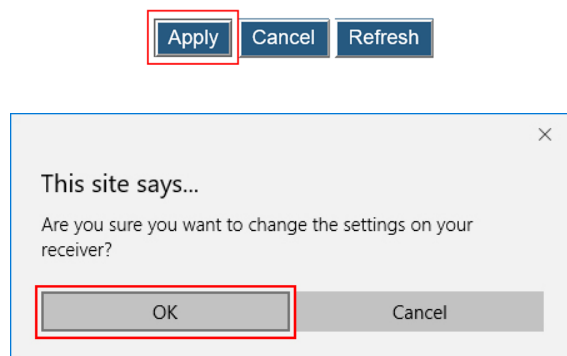 Apply Cancel Refresh
This site says...
Are you sure you want to change the settings on your
receiver?
OK Cancel